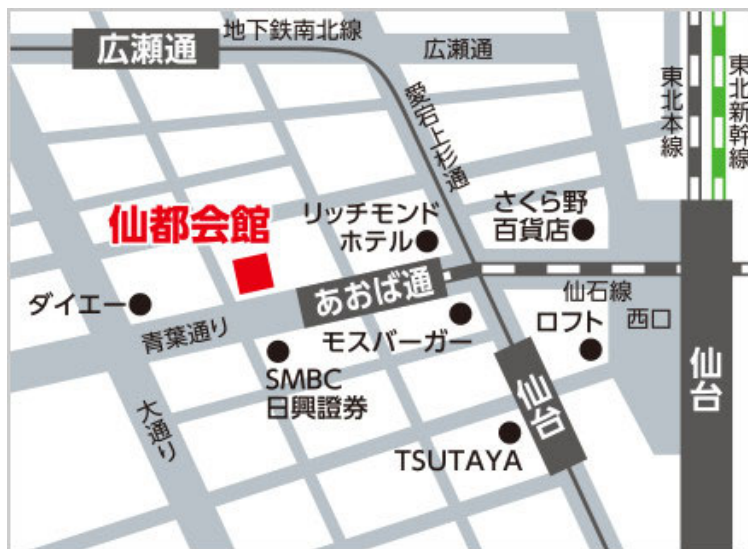 地下鉄南北線
広瀬通
広瀬通
愛宕上杉通
東北本線
東北新幹線
仙都会館
リッチモンド
ホテル
さくら野
百貨店
ダイエー
あおば通
仙石線
西口
青葉通り
モスバーガー
ロフト
SMBC
日興證券
仙台
仙台
大通り
TSUTAYA